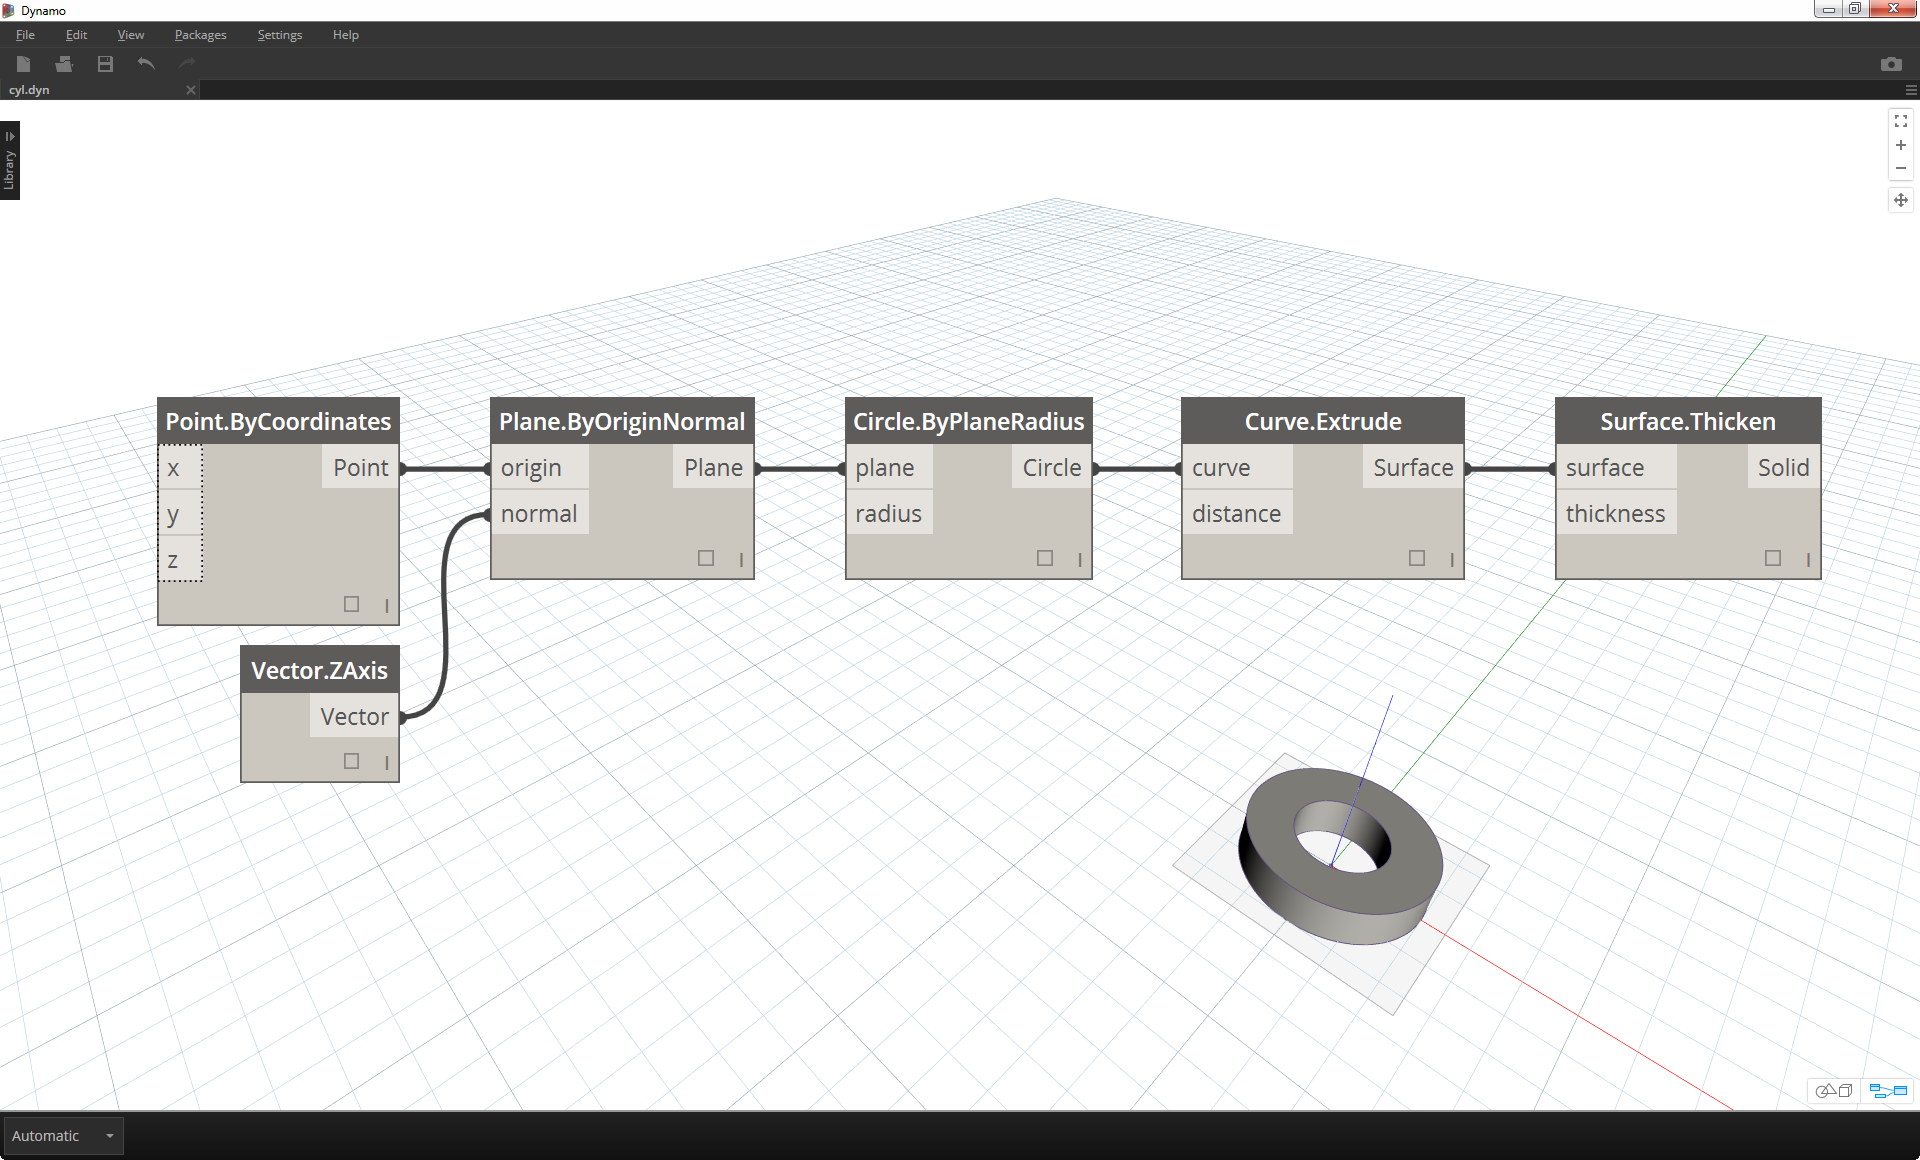 Dynamo
File Edit View Packages Settings Help
cyl.dyn
Library
Point.ByCoordinates
x Point
y
z
Vector.ZAxis
Vector
Plane.ByOriginNormal
origin Plane
normal
Circle.ByPlaneRadius
plane Circle
radius
Curve.Extrude
curve Surface
distance
Surface.Thicken
surface Solid
thickness
Automatic